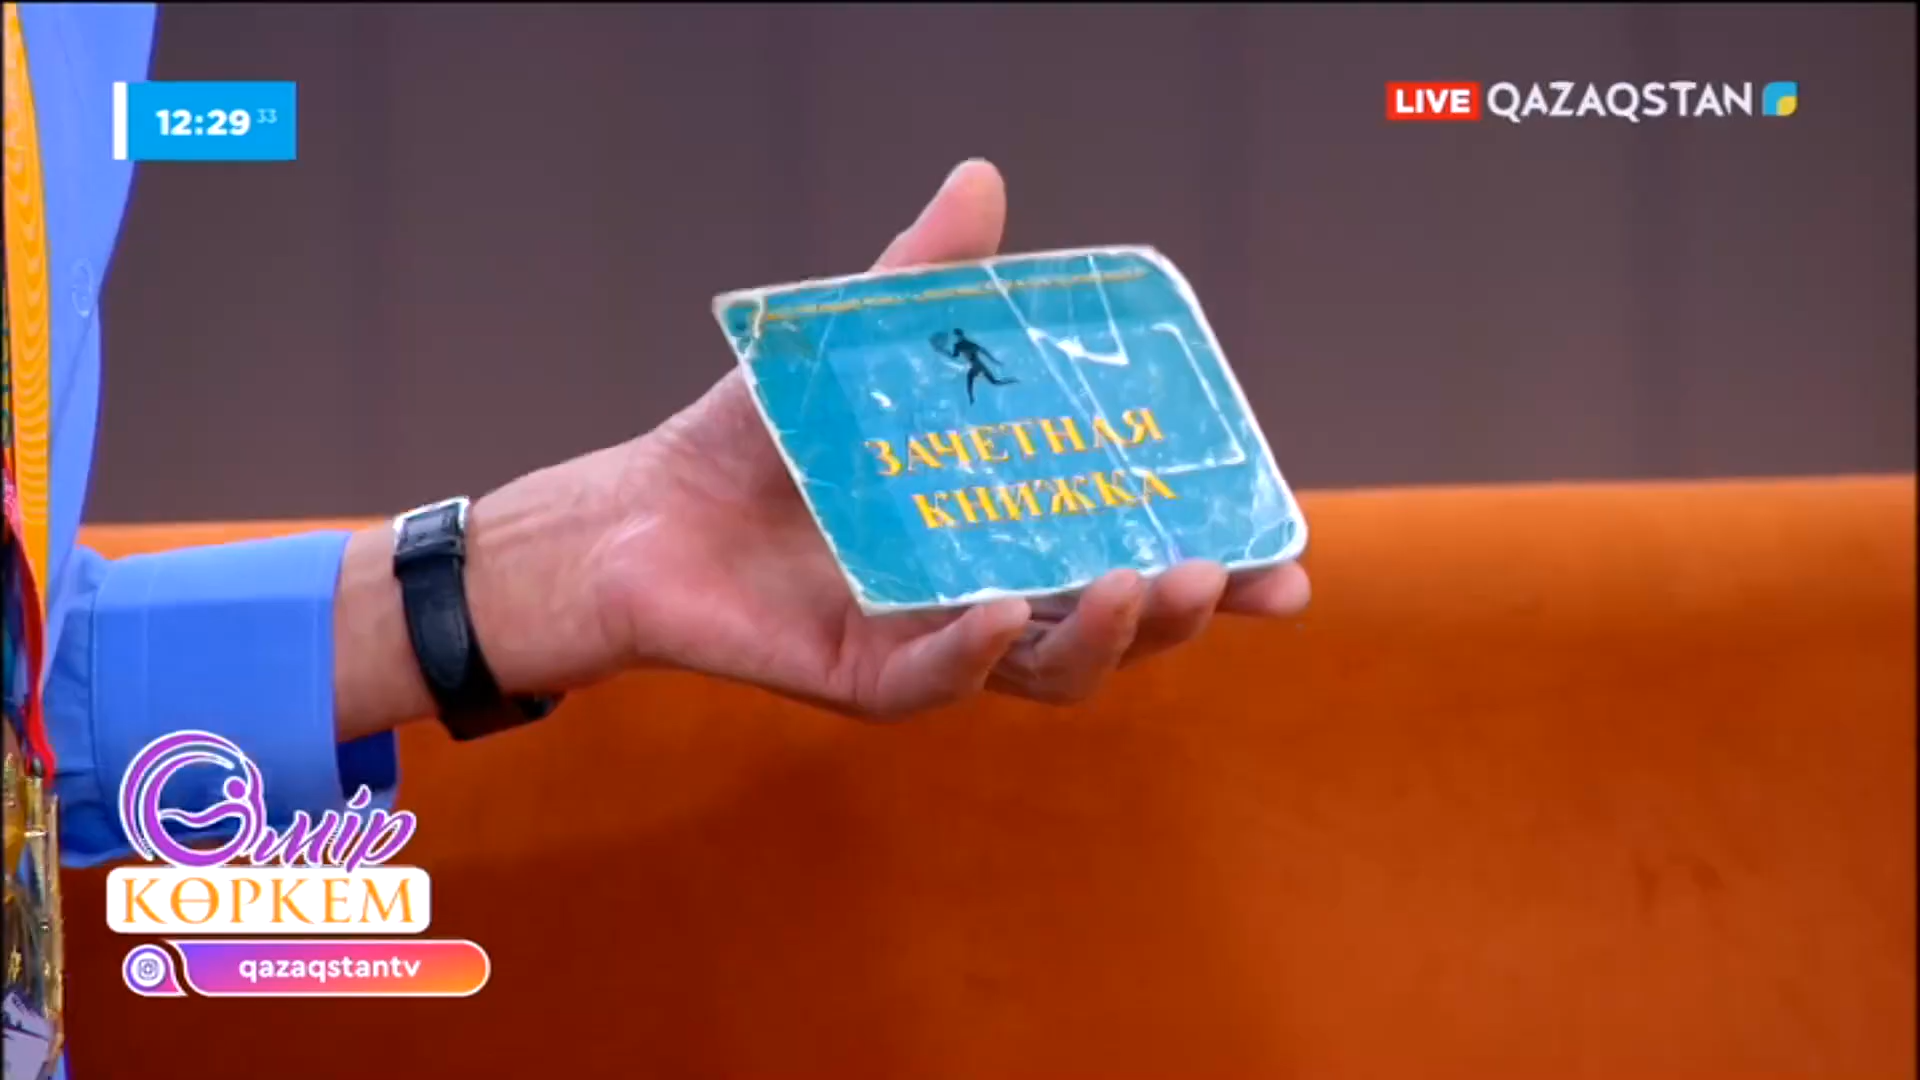 12:29 33
LIVE QAZAQSTAN
ЗАЧЕТНАЯ
КНИЖКА
Өмір
КӨРКЕМ
qazaqstantv